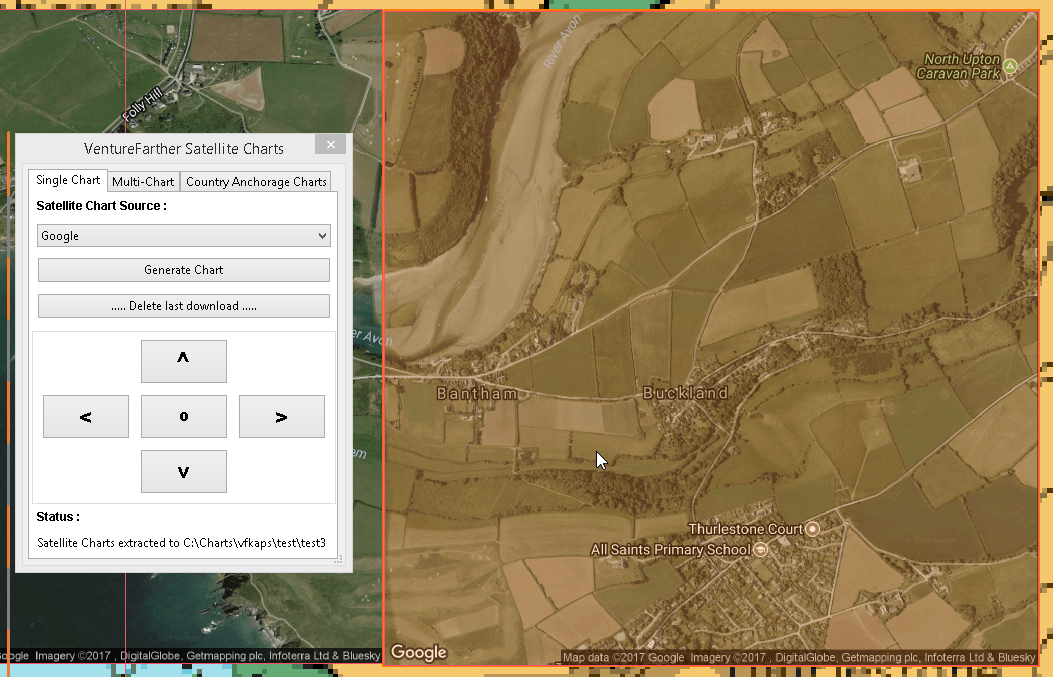 River Avon
North Upton
Caravan Park
Folly Hill
VentureFarther Satellite Charts
Single Chart
Multi-Chart
Country Anchorage Charts
Satellite Chart Source :
Google
Generate Chart
..... Delete last download .....
er Avon
^
< o >
v
Bantham
Buckland
em
Status :
Satellite Charts extracted to C:\Charts\vfkaps\test\test3
Thurlestone Court
All Saints Primary School
oogle Imagery ©2017 , DigitalGlobe, Getmapping plc, Infoterra Ltd & Bluesky
Google
Map data ©2017 Google Imagery ©2017 , DigitalGlobe, Getmapping plc, Infoterra Ltd & Bluesky